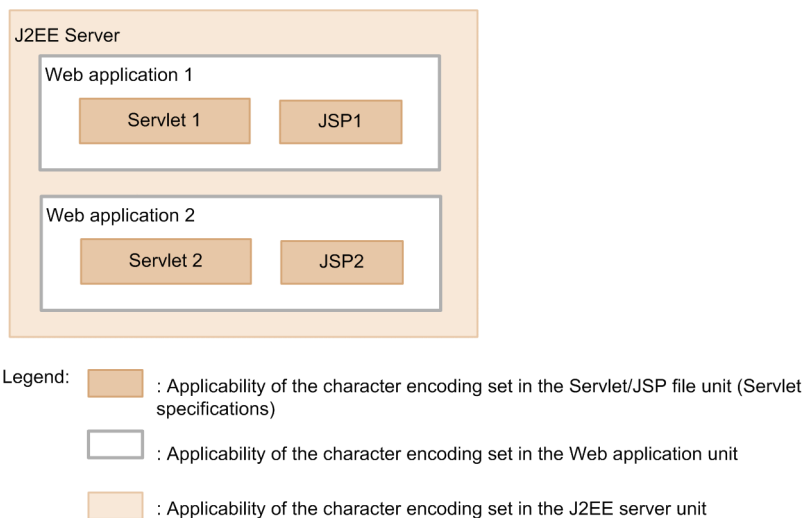 J2EE Server
Web application 1
Servlet 1
JSP1
Web application 2
Servlet 2
JSP2
Legend:
: Applicability of the character encoding set in the Servlet/JSP file unit (Servlet
specifications)
: Applicability of the character encoding set in the Web application unit
: Applicability of the character encoding set in the J2EE server unit